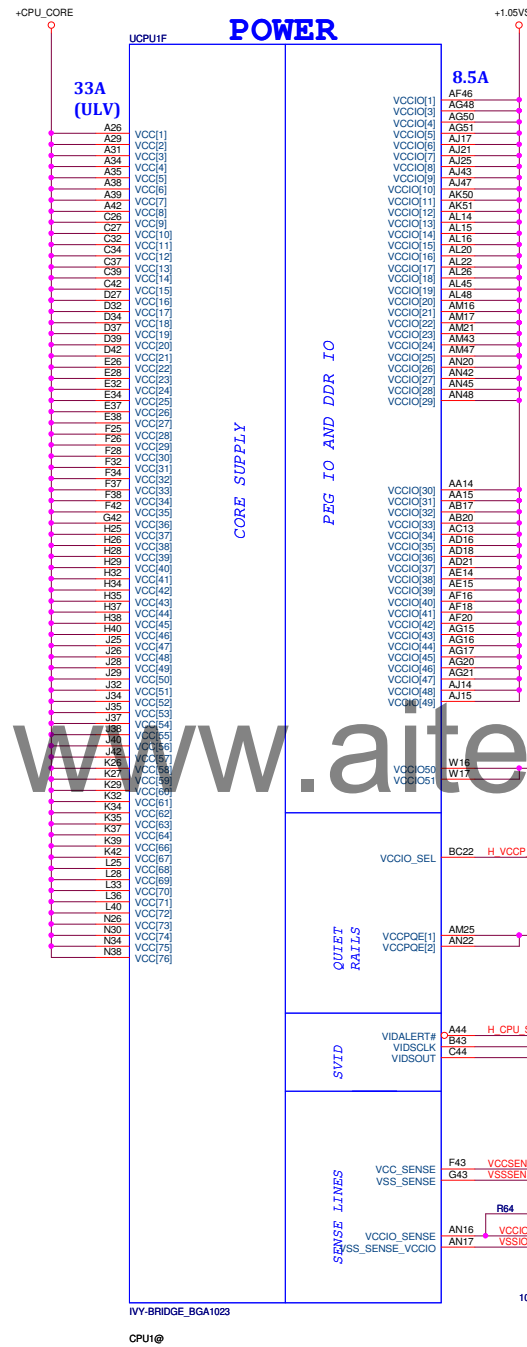 +CPU_CORE
+1.05VS
UCPU1F
POWER
33A
(ULV)
8.5A
A26 VCC[1]
A29 VCC[2]
A31 VCC[3]
A34 VCC[4]
A35 VCC[5]
A38 VCC[6]
A39 VCC[7]
A42 VCC[8]
C26 VCC[9]
C27 VCC[10]
C32 VCC[11]
C34 VCC[12]
C37 VCC[13]
C39 VCC[14]
C42 VCC[15]
D27 VCC[16]
D32 VCC[17]
D34 VCC[18]
D37 VCC[19]
D39 VCC[20]
D42 VCC[21]
E26 VCC[22]
E28 VCC[23]
E32 VCC[24]
E34 VCC[25]
E37 VCC[26]
E38 VCC[27]
F25 VCC[28]
F26 VCC[29]
F28 VCC[30]
F32 VCC[31]
F34 VCC[32]
F37 VCC[33]
F38 VCC[34]
F42 VCC[35]
G42 VCC[36]
H25 VCC[37]
H26 VCC[38]
H28 VCC[39]
H29 VCC[40]
H32 VCC[41]
H34 VCC[42]
H35 VCC[43]
H37 VCC[44]
H38 VCC[45]
H40 VCC[46]
J25 VCC[47]
J26 VCC[48]
J28 VCC[49]
J29 VCC[50]
J32 VCC[51]
J34 VCC[52]
J35 VCC[53]
J37 VCC[54]
J38 VCC[55]
J40 VCC[56]
J42 VCC[57]
K26 VCC[58]
K27 VCC[59]
K29 VCC[60]
K32 VCC[61]
K34 VCC[62]
K35 VCC[63]
K37 VCC[64]
K39 VCC[66]
K42 VCC[67]
L25 VCC[68]
L28 VCC[69]
L33 VCC[70]
L36 VCC[71]
L40 VCC[72]
N26 VCC[73]
N30 VCC[74]
N34 VCC[75]
N38 VCC[76]
CORE SUPPLY
PEG IO AND DDR IO
VCCIO[1] AF46
VCCIO[3] AG48
VCCIO[4] AG50
VCCIO[5] AG51
VCCIO[6] AJ17
VCCIO[7] AJ21
VCCIO[8] AJ25
VCCIO[9] AJ43
VCCIO[10] AJ47
VCCIO[11] AK50
VCCIO[12] AK51
VCCIO[13] AL14
VCCIO[14] AL15
VCCIO[15] AL16
VCCIO[16] AL20
VCCIO[17] AL22
VCCIO[18] AL26
VCCIO[19] AL45
VCCIO[20] AL48
VCCIO[21] AM16
VCCIO[22] AM17
VCCIO[23] AM21
VCCIO[24] AM43
VCCIO[25] AM47
VCCIO[26] AN20
VCCIO[27] AN42
VCCIO[28] AN45
VCCIO[29] AN48
VCCIO[30] AA14
VCCIO[31] AA15
VCCIO[32] AB17
VCCIO[33] AB20
VCCIO[34] AC13
VCCIO[35] AD16
VCCIO[36] AD18
VCCIO[37] AD21
VCCIO[38] AE14
VCCIO[39] AE15
VCCIO[40] AF16
VCCIO[41] AF18
VCCIO[42] AF20
VCCIO[43] AG15
VCCIO[44] AG16
VCCIO[45] AG17
VCCIO[46] AG20
VCCIO[47] AG21
VCCIO[48] AJ14
VCCIO[49] AJ15
www.aite
VCCIO50 W16
VCCIO51 W17
VCCIO_SEL BC22 H_VCCP_
QUIET
RAILS
VCCPQE[1] AM25
VCCPQE[2] AN22
SVID
VIDALERT# A44 H_CPU_S
VIDSCLK B43
VIDSOUT C44
SENSE LINES
VCC_SENSE F43 VCCSEN
VSS_SENSE G43 VSSSEN
R64
VCCIO_SENSE AN16 VCCIO
VSS_SENSE_VCCIO AN17 VSSIO
10
IVY-BRIDGE_BGA1023
CPU1@